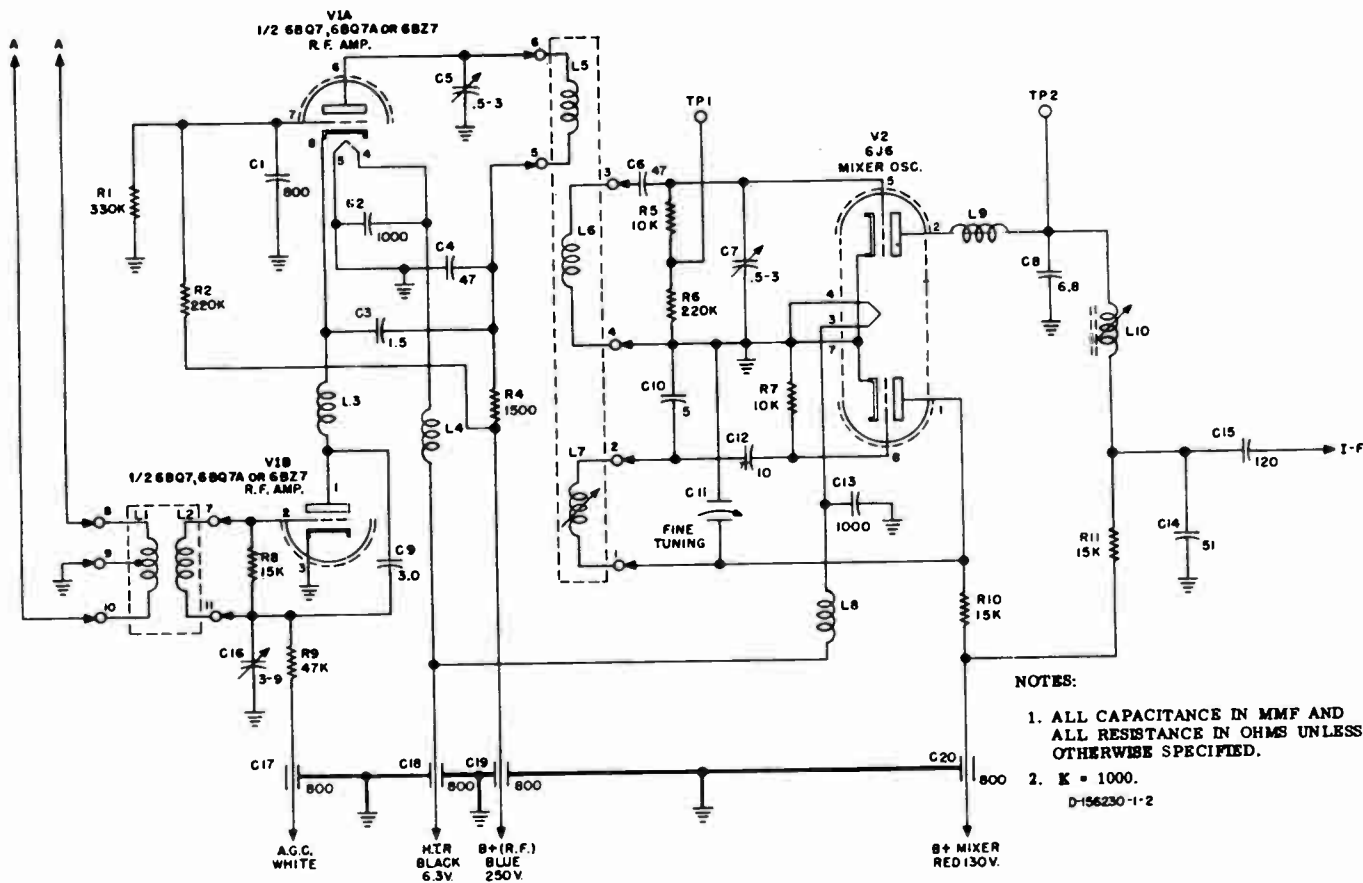 V1A
1/2 6BQ7, 6BQ7A OR 6BZ7
R.F. AMP.
A
A
6
7
8
5
4
C1
800
R1
330K
R2
220K
C2
1000
C4
47
C3
1.5
C5
.5-3
6
L5
5
3
C6
47
L6
4
R5
10K
R6
220K
TP1
C7
.5-3
V2
6J6
MIXER OSC.
5
2
4
3
7
1
6
L9
TP2
C8
6.8
L10
R4
1500
L3
L4
C10
5
R7
10K
L7
2
C12
10
C11
FINE
TUNING
1
C13
1000
L8
R10
15K
R11
15K
C15
120
I-F
C14
51
V1B
1/2 6BQ7, 6BQ7A OR 6BZ7
R.F. AMP.
8
L1
L2
7
9
10
11
2
1
3
R8
15K
C9
3.0
C16
3-9
R9
47K
C17
800
C18
800
C19
800
C20
800
A.G.C.
WHITE
HTR
BLACK
6.3V.
B+(R.F.)
BLUE
250V.
B+ MIXER
RED 130V.
NOTES:
1. ALL CAPACITANCE IN MMF AND
ALL RESISTANCE IN OHMS UNLESS
OTHERWISE SPECIFIED.
2. K = 1000.
D-156230-1-2